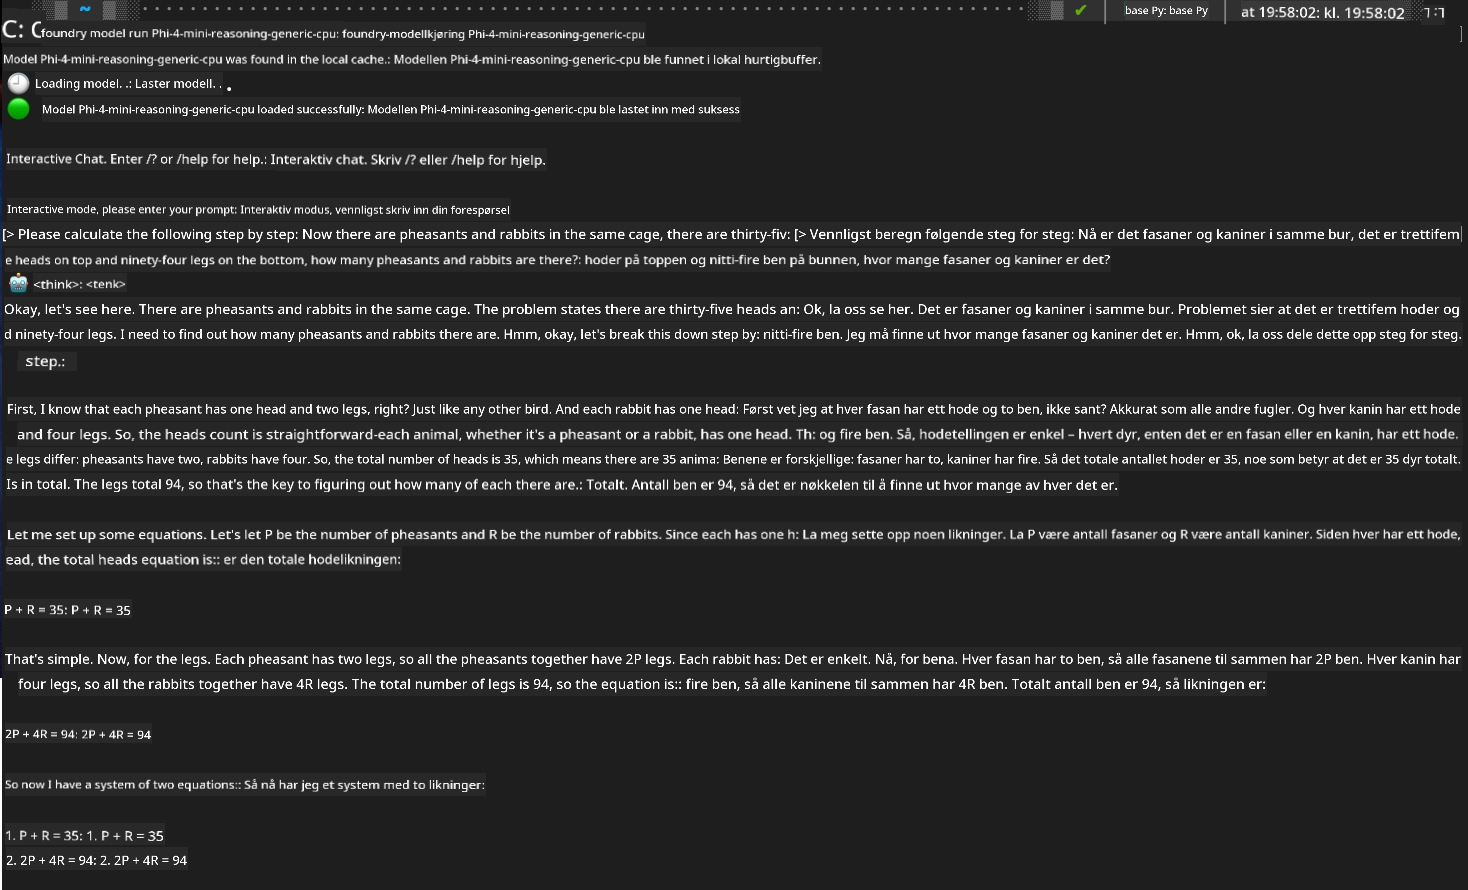 ~ ✔ base Py: base Py at 19:58:02: kl. 19:58:02
C: C foundry model run Phi-4-mini-reasoning-generic-cpu: foundry-modellkjøring Phi-4-mini-reasoning-generic-cpu
Model Phi-4-mini-reasoning-generic-cpu was found in the local cache.: Modellen Phi-4-mini-reasoning-generic-cpu ble funnet i lokal hurtigbuffer.
Loading model. .: Laster modell. . .
Model Phi-4-mini-reasoning-generic-cpu loaded successfully: Modellen Phi-4-mini-reasoning-generic-cpu ble lastet inn med suksess
Interactive Chat. Enter /? or /help for help.: Interaktiv chat. Skriv /? eller /help for hjelp.
Interactive mode, please enter your prompt: Interaktiv modus, vennligst skriv inn din forespørsel
[> Please calculate the following step by step: Now there are pheasants and rabbits in the same cage, there are thirty-fiv: [> Vennligst beregn følgende steg for steg: Nå er det fasaner og kaniner i samme bur, det er trettifem
e heads on top and ninety-four legs on the bottom, how many pheasants and rabbits are there?: hoder på toppen og nitti-fire ben på bunnen, hvor mange fasaner og kaniner er det?
<think>: <tenk>
Okay, let's see here. There are pheasants and rabbits in the same cage. The problem states there are thirty-five heads an: Ok, la oss se her. Det er fasaner og kaniner i samme bur. Problemet sier at det er trettifem hoder og
d ninety-four legs. I need to find out how many pheasants and rabbits there are. Hmm, okay, let's break this down step by: nitti-fire ben. Jeg må finne ut hvor mange fasaner og kaniner det er. Hmm, ok, la oss dele dette opp steg for steg.
step.:
First, I know that each pheasant has one head and two legs, right? Just like any other bird. And each rabbit has one head: Først vet jeg at hver fasan har ett hode og to ben, ikke sant? Akkurat som alle andre fugler. Og hver kanin har ett hode
and four legs. So, the heads count is straightforward-each animal, whether it's a pheasant or a rabbit, has one head. Th: og fire ben. Så, hodetellingen er enkel – hvert dyr, enten det er en fasan eller en kanin, har ett hode.
e legs differ: pheasants have two, rabbits have four. So, the total number of heads is 35, which means there are 35 anima: Benene er forskjellige: fasaner har to, kaniner har fire. Så det totale antallet hoder er 35, noe som betyr at det er 35 dyr totalt.
Is in total. The legs total 94, so that's the key to figuring out how many of each there are.: Totalt. Antall ben er 94, så det er nøkkelen til å finne ut hvor mange av hver det er.
Let me set up some equations. Let's let P be the number of pheasants and R be the number of rabbits. Since each has one h: La meg sette opp noen likninger. La P være antall fasaner og R være antall kaniner. Siden hver har ett hode,
ead, the total heads equation is:: er den totale hodelikningen:
P + R = 35: P + R = 35
That's simple. Now, for the legs. Each pheasant has two legs, so all the pheasants together have 2P legs. Each rabbit has: Det er enkelt. Nå, for bena. Hver fasan har to ben, så alle fasanene til sammen har 2P ben. Hver kanin har
four legs, so all the rabbits together have 4R legs. The total number of legs is 94, so the equation is:: fire ben, så alle kaninene til sammen har 4R ben. Totalt antall ben er 94, så likningen er:
2P + 4R = 94: 2P + 4R = 94
So now I have a system of two equations:: Så nå har jeg et system med to likninger:
1. P + R = 35: 1. P + R = 35
2. 2P + 4R = 94: 2. 2P + 4R = 94